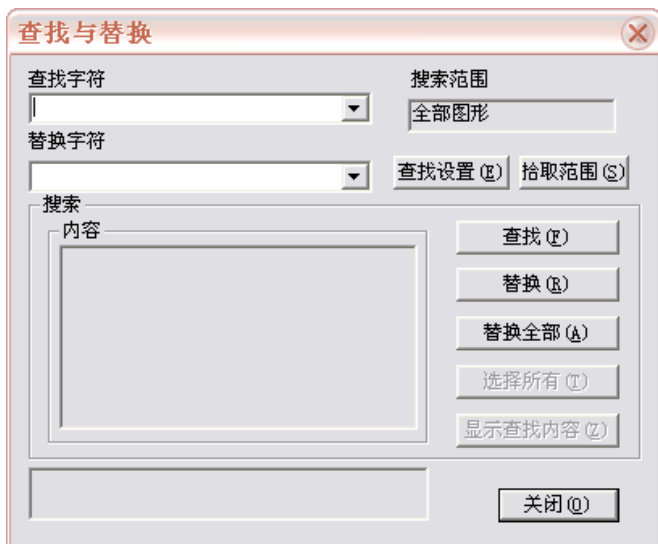 查找与替换
查找字符
搜索范围
全部图形
替换字符
查找设置(E) 拾取范围(S)
搜索
内容
查找(F)
替换(R)
替换全部(A)
选择所有(T)
显示查找内容(Z)
关闭(Q)